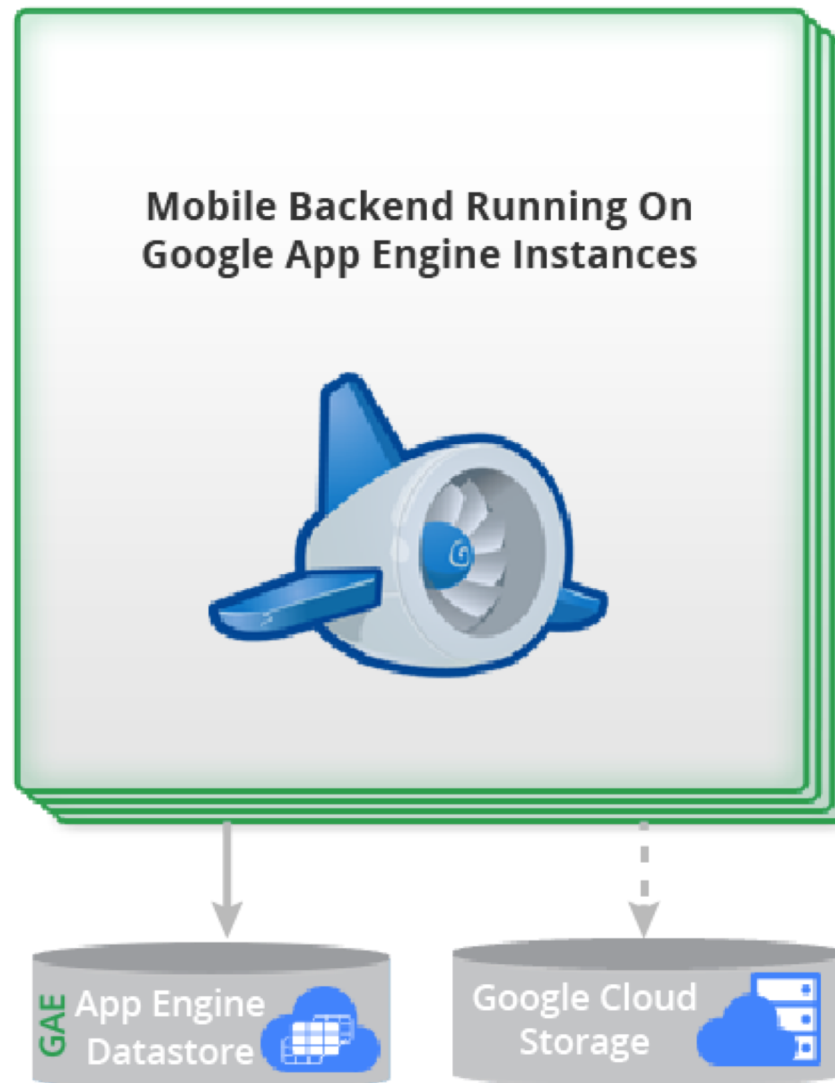 Mobile Backend Running On
Google App Engine Instances
GAE
App Engine
Datastore
Google Cloud
Storage